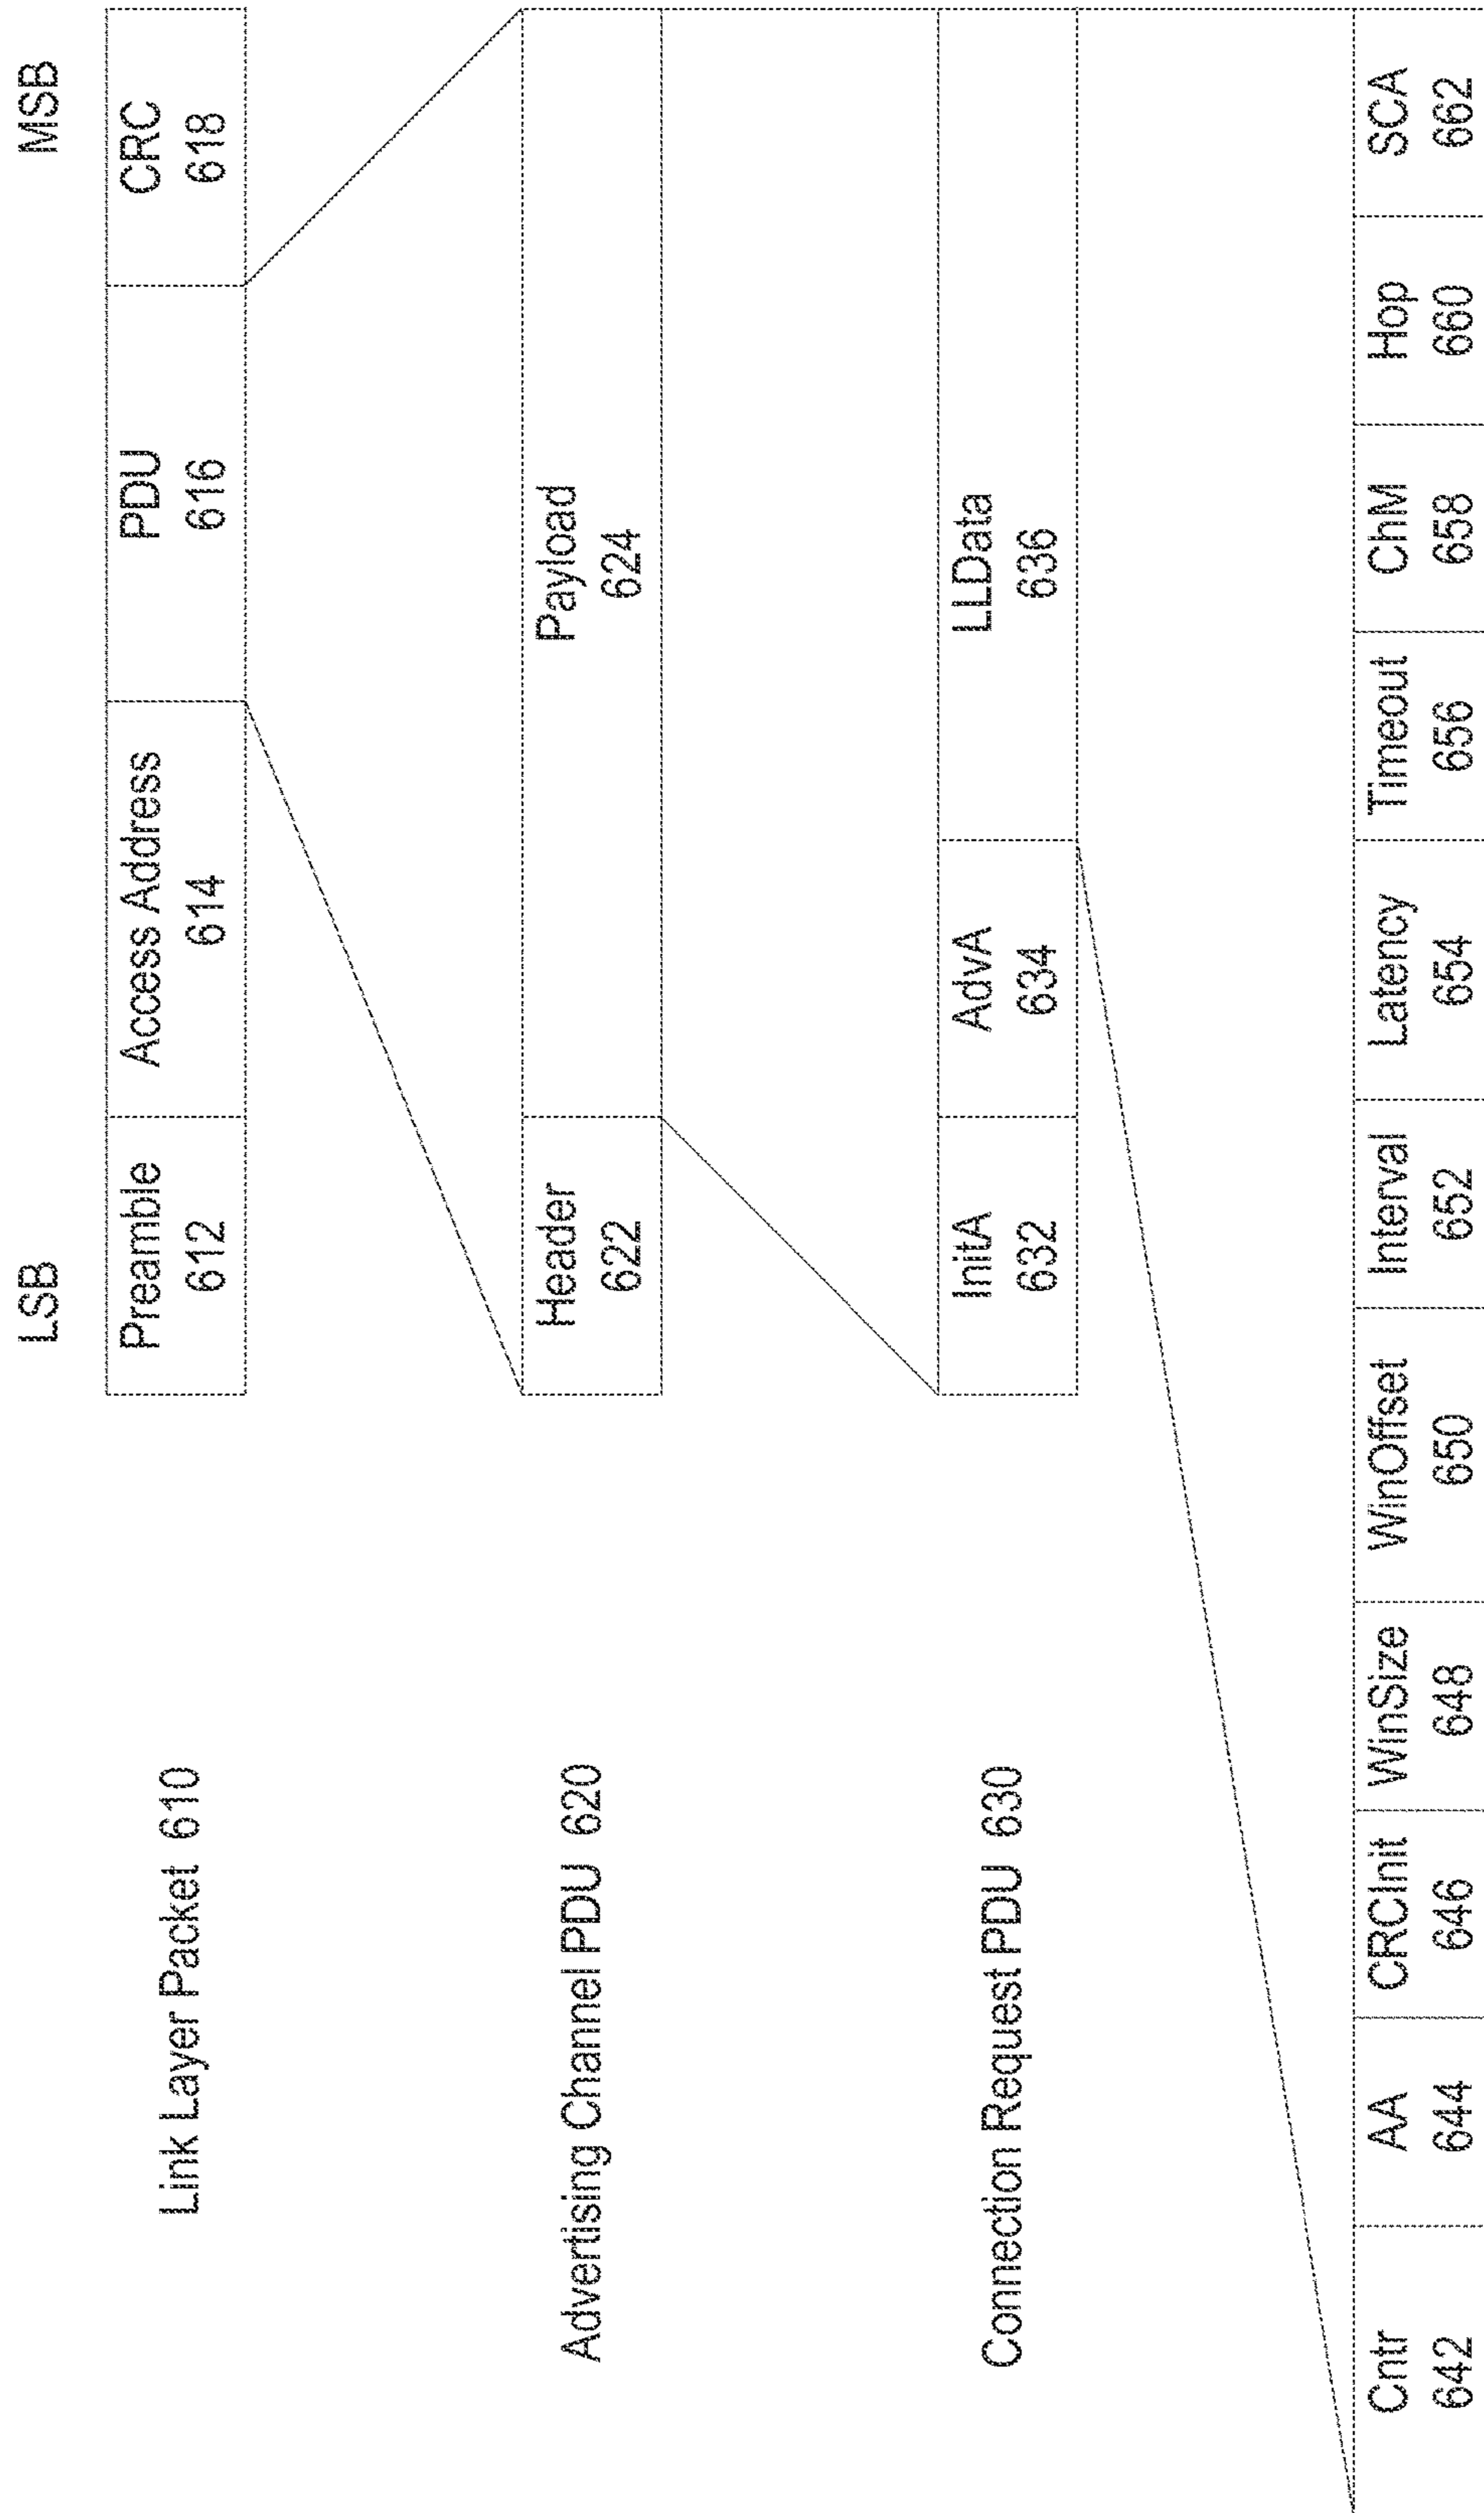 LSB MSB
Link Layer Packet 610
Preamble Access Address PDU CRC
612 614 616 618
Advertising Channel PDU 620
Header Payload
622 624
Connection Request PDU 630
InitA AdvA LLData
632 634 636
Cntr AA CRCInit WinSize WinOffset Interval Latency Timeout ChM Hop SCA
642 644 646 648 650 652 654 656 658 660 662